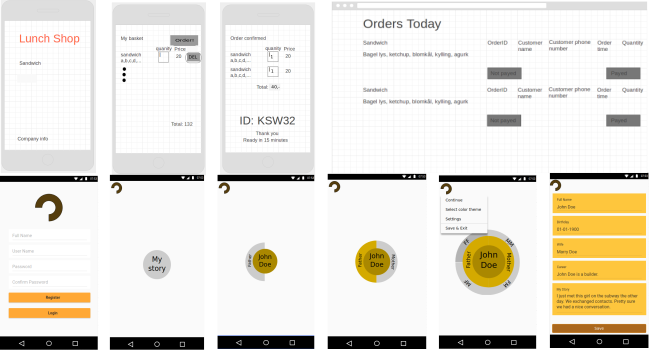 Lunch Shop
Sandwich
Company info
My basket
Order!
quantity Price
sandwich
a,b,c,d,...
1 20 DEL
Total: 132
Order confirmed
quantity Price
sandwich
a,b,c,d,...
1 20
sandwich
a,b,c,d,...
1 20
Total: 40,-
ID: KSW32
Thank you
Ready in 15 minutes
Orders Today
Sandwich OrderID Customer name Customer phone number Order time Quantity
Bagel lys, ketchup, blomkål, kylling, agurk
Not payed Payed
Sandwich OrderID Customer name Customer phone number Order time Quantity
Bagel lys, ketchup, blomkål, kylling, agurk
Not payed Payed
Full Name
User Name
Password
Confirm Password
Register
Login
My
story
Father
John
Doe
Father
John
Doe
Mother
Continue
Select color theme
Settings
Save & Exit
FF
MM
Father
John
Doe
Mother
MF
FM
Full Name
John Doe
Birthday
01-01-1900
Wife
Maria Doe
Career
John Doe is a builder.
My Story
I just met this girl on the subway the other
day. We exchanged contacts. Pretty sure
we had a nice conversation.
Save